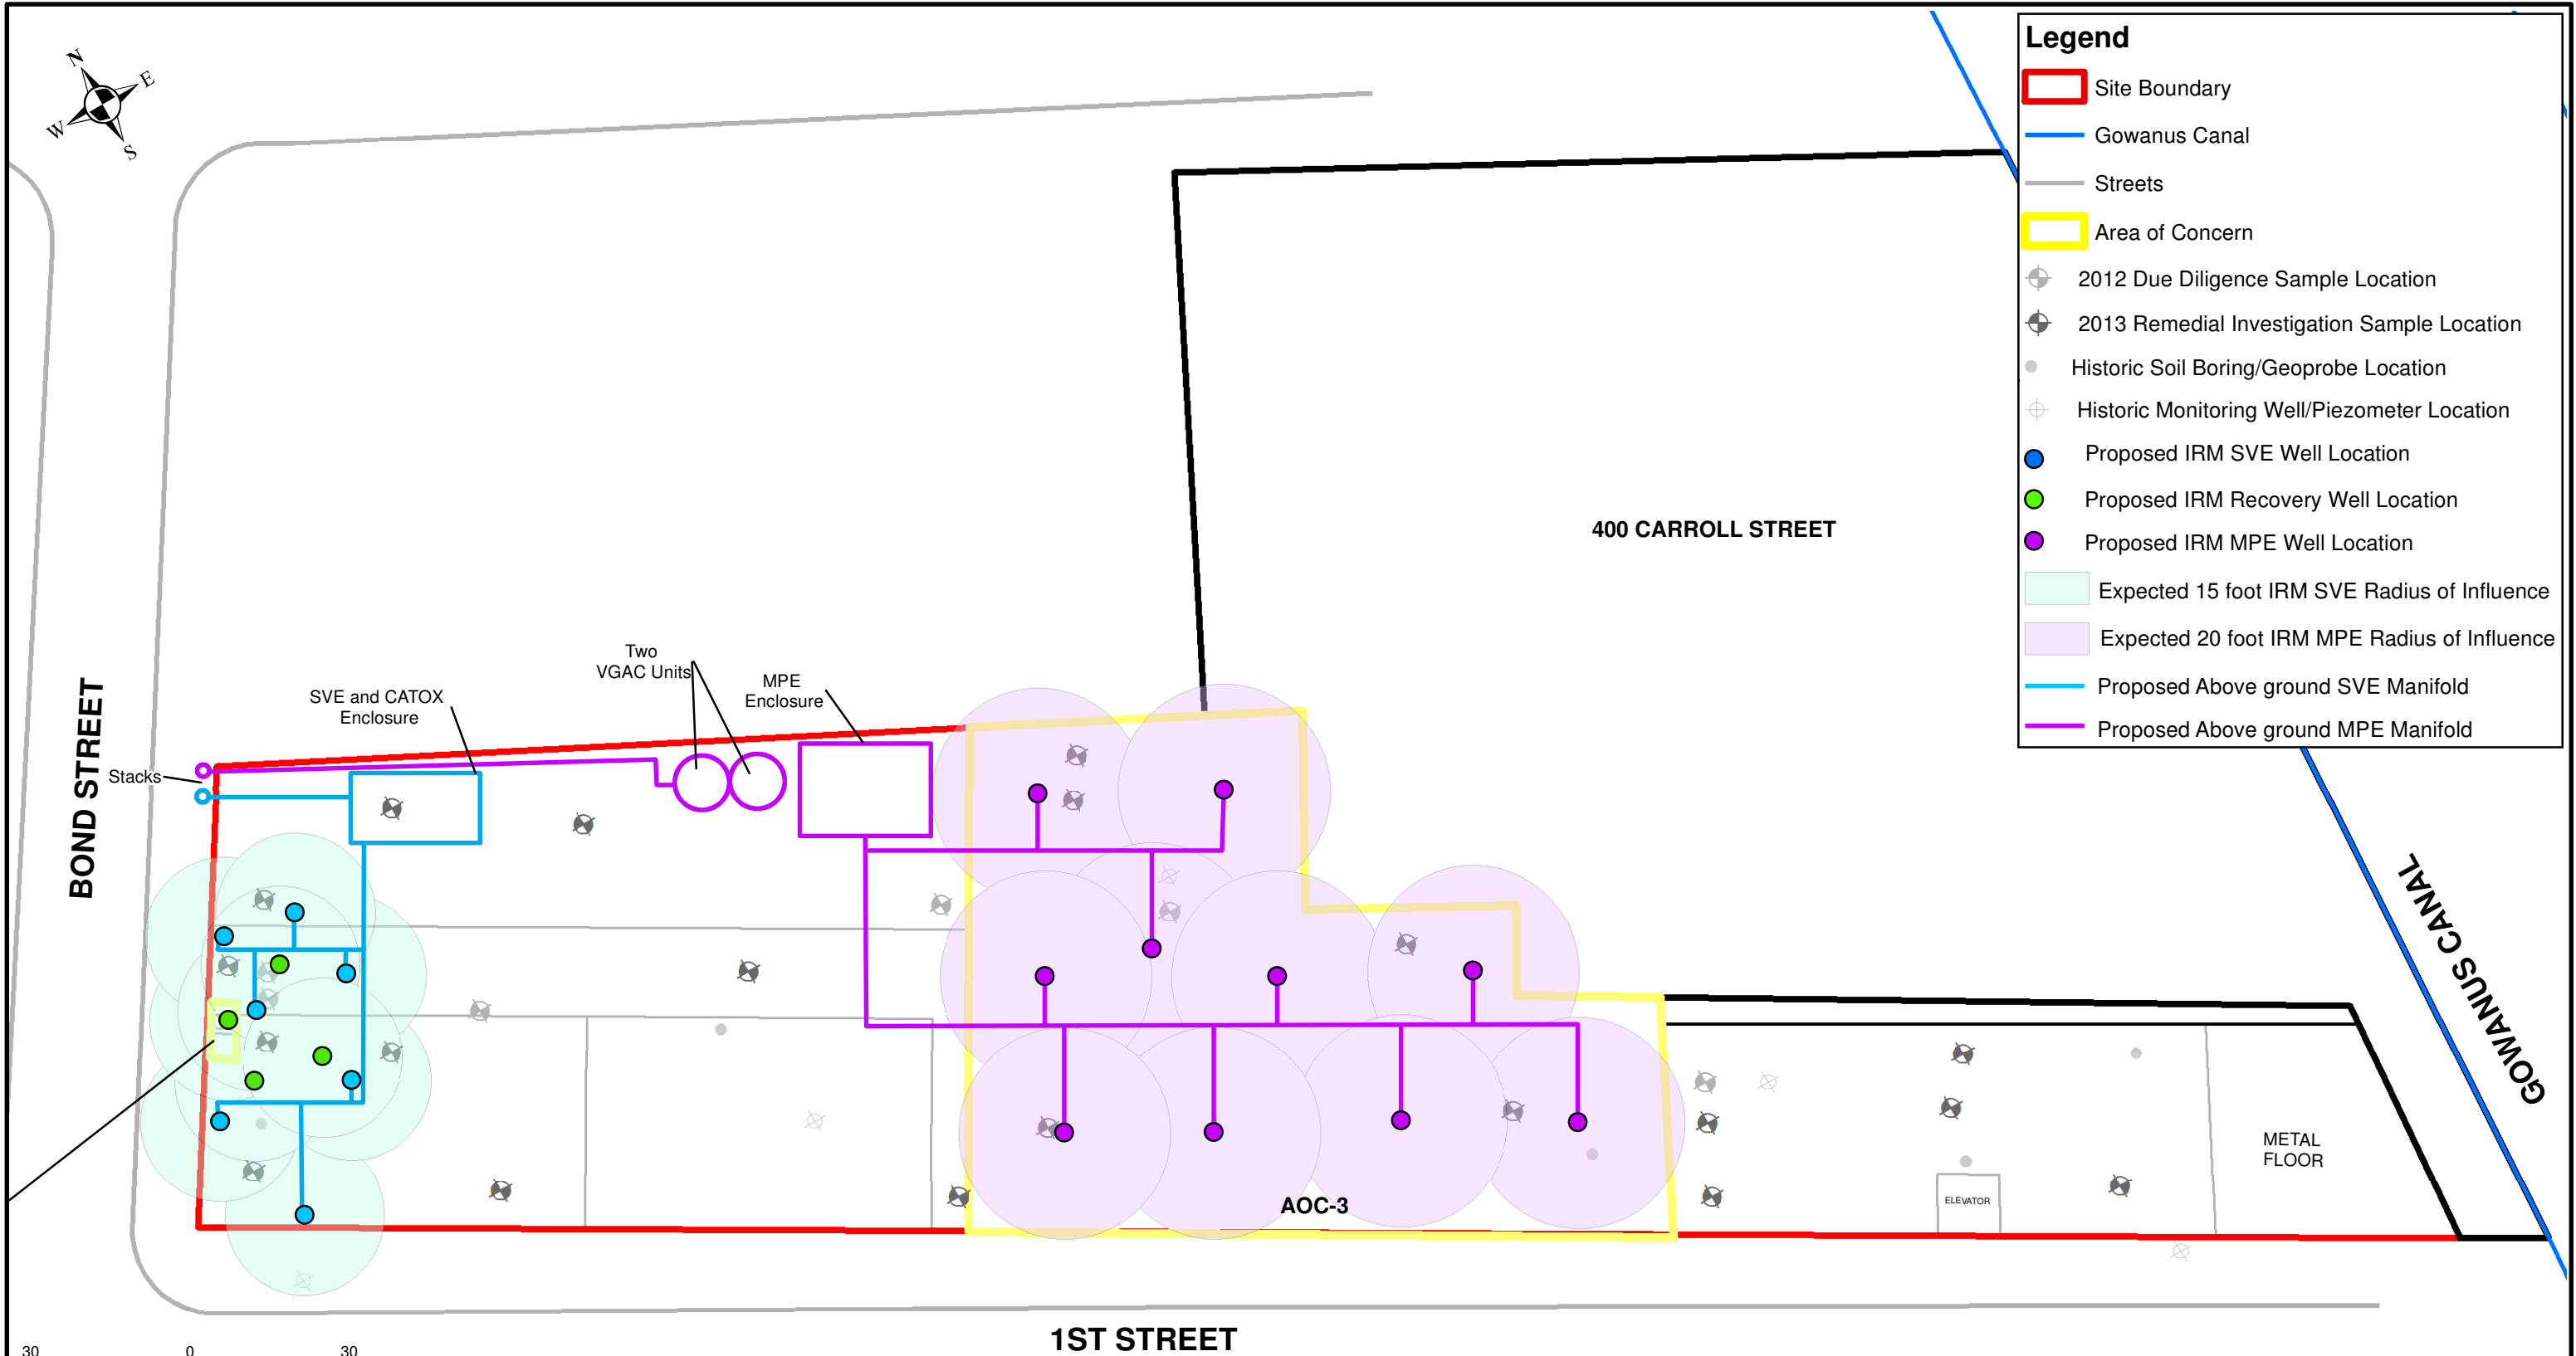 N
E
W
S
Legend
Site Boundary
Gowanus Canal
Streets
Area of Concern
2012 Due Diligence Sample Location
2013 Remedial Investigation Sample Location
Historic Soil Boring/Geoprobe Location
Historic Monitoring Well/Piezometer Location
Proposed IRM SVE Well Location
Proposed IRM Recovery Well Location
Proposed IRM MPE Well Location
Expected 15 foot IRM SVE Radius of Influence
Expected 20 foot IRM MPE Radius of Influence
Proposed Above ground SVE Manifold
Proposed Above ground MPE Manifold
400 CARROLL STREET
Two
VGAC Units
MPE
Enclosure
SVE and CATOX
Enclosure
Stacks
BOND STREET
GOWANUS CANAL
METAL
FLOOR
ELEVATOR
AOC-3
1ST STREET
30
0
30